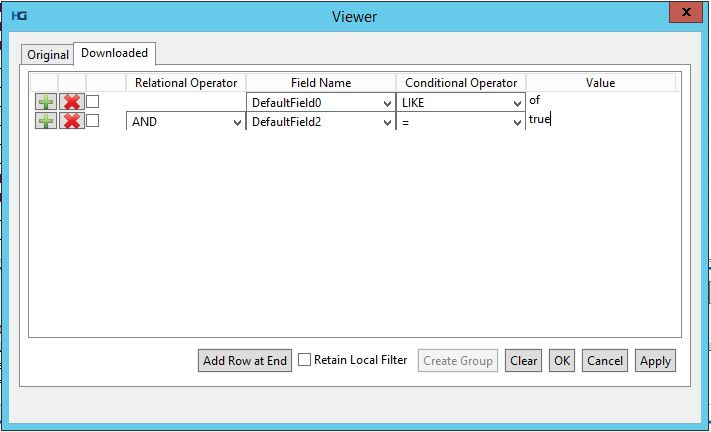 HG Viewer x
Original Downloaded
Relational Operator Field Name Conditional Operator Value
DefaultField0 LIKE of
AND DefaultField2 = true
Add Row at End Retain Local Filter Create Group Clear OK Cancel Apply